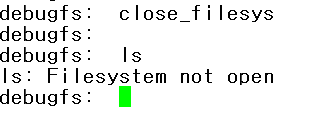 debugfs:  close_filesys
debugfs:
debugfs:  ls
ls: Filesystem not open
debugfs: